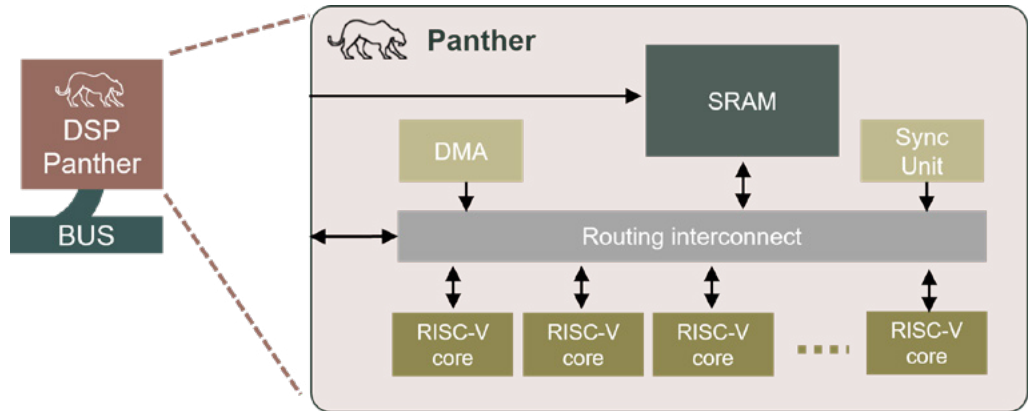 Panther
DSP
Panther
BUS
SRAM
DMA
Sync
Unit
Routing interconnect
RISC-V
core
RISC-V
core
RISC-V
core
RISC-V
core